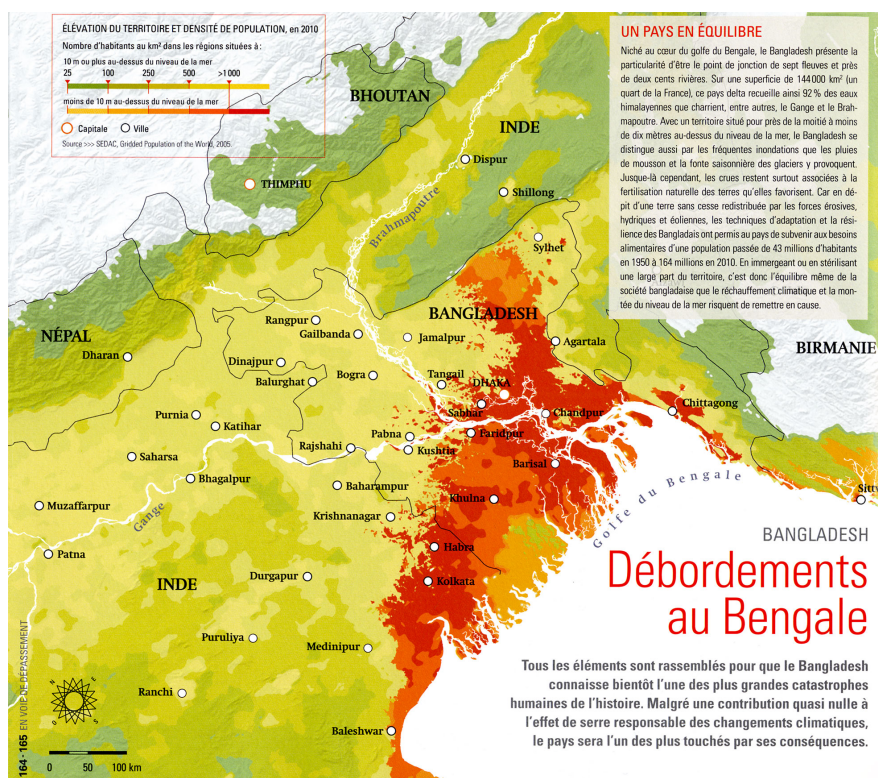 ÉLÉVATION DU TERRITOIRE ET DENSITÉ DE POPULATION, en 2010
Nombre d'habitants au km² dans les régions situées à :
10 m ou plus au-dessus du niveau de la mer
25 100 250 500 >1000
moins de 10 m au-dessus du niveau de la mer
Capitale Ville
Source >>> SEDAC, Gridded Population of the World, 2005.
UN PAYS EN ÉQUILIBRE
Niché au cœur du golfe du Bengale, le Bangladesh présente la
particularité d'être le point de jonction de sept fleuves et près
de deux cents rivières. Sur une superficie de 144 000 km² (un
quart de la France), ce pays delta recueille ainsi 92 % des eaux
himalayennes que charrient, entre autres, le Gange et le Brah-
mapoutre. Avec un territoire situé pour près de la moitié à moins
de dix mètres au-dessus du niveau de la mer, le Bangladesh se
distingue aussi par les fréquentes inondations que les pluies
de mousson et la fonte saisonnière des glaciers y provoquent.
Jusque-là cependant, les crues restent surtout associées à la
fertilisation naturelle des terres qu'elles favorisent. Car en dé-
pit d'une terre sans cesse redistribuée par les forces érosives,
hydriques et éoliennes, les techniques d'adaptation et la rési-
lience des Bangladais ont permis au pays de subvenir aux besoins
alimentaires d'une population passée de 43 millions d'habitants
en 1950 à 164 millions en 2010. En immergeant ou en stérilisant
une large part du territoire, c'est donc l'équilibre même de la
société bangladaise que le réchauffement climatique et la mon-
tée du niveau de la mer risquent de remettre en cause.
BHOUTAN
INDE
Dispur
THIMPHU
Shillong
Brahmapoutre
Sylhet
BANGLADESH
Rangpur
NÉPAL
Gailbanda
Jamalpur
Agartala
BIRMANIE
Dharan
Dinajpur
Bogra
Tangail
Balurghat
DHAKA
Sabhar
Chittagong
Purnia
Chandpur
Katihar
Pabna
Faridpur
Rajshahi
Kushtia
Saharsa
Barisal
Bhagalpur
Baharampur
Golfe du Bengale
Sittw
Khulna
Muzaffarpur
Gange
Krishnanagar
Patna
Habra
INDE
Durgapur
Kolkata
Puruliya
Medinipur
Ranchi
Baleshwar
N E S O
0 50 100 km
164 - 165 EN VOIE DE DÉPASSEMENT
BANGLADESH
Débordements
au Bengale
Tous les éléments sont rassemblés pour que le Bangladesh
connaisse bientôt l'une des plus grandes catastrophes
humaines de l'histoire. Malgré une contribution quasi nulle à
l'effet de serre responsable des changements climatiques,
le pays sera l'un des plus touchés par ses conséquences.